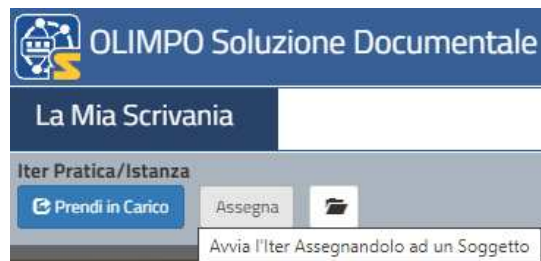 OLIMPO Soluzione Documentale
La Mia Scrivania
Iter Pratica/Istanza
Prendi in Carico Assegna
Avvia l'Iter Assegnandolo ad un Soggetto